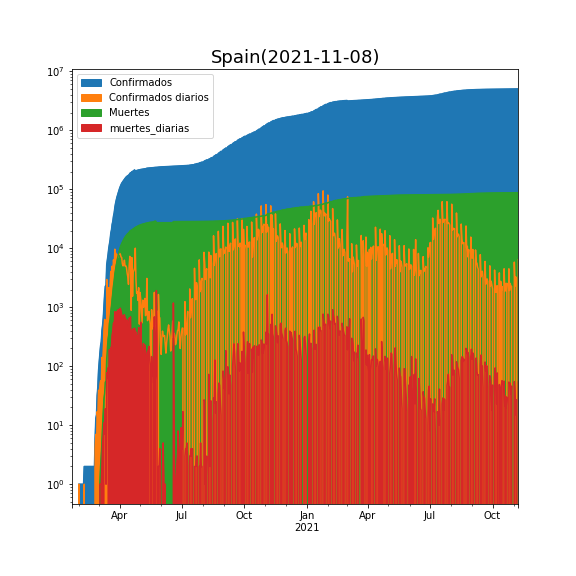 Spain(2021-11-08)
Confirmados
Confirmados diarios
Muertes
muertes_diarias
10^7
10^6
10^5
10^4
10^3
10^2
10^1
10^0
Apr Jul Oct Jan Apr Jul Oct
2021